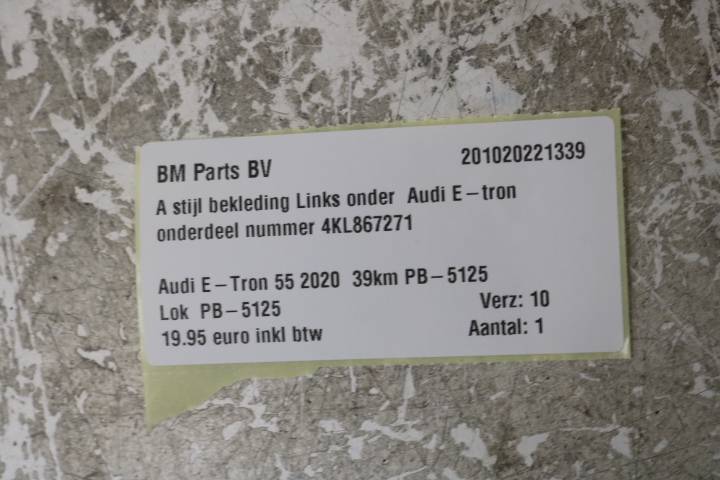 BM Parts BV 201020221339
A stijl bekleding Links onder Audi E-tron
onderdeel nummer 4KL867271
Audi E-Tron 55 2020 39km PB-5125
Lok PB-5125 Verz: 10
19.95 euro inkl btw Aantal: 1